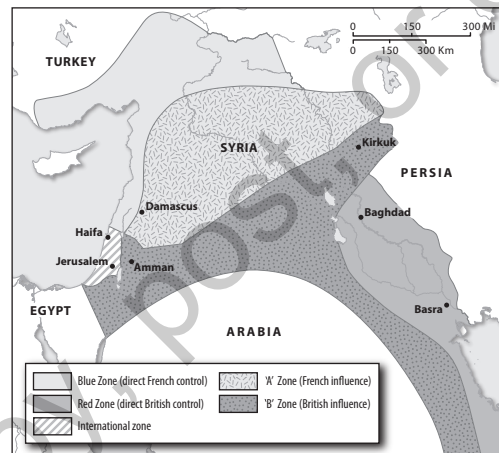 0 150 300 Mi
0 150 300 Km
TURKEY
SYRIA
Kirkuk
PERSIA
Damascus
Baghdad
Haifa
Jerusalem
Amman
EGYPT
Basra
ARABIA
Blue Zone (direct French control)
'A' Zone (French influence)
Red Zone (direct British control)
'B' Zone (British influence)
International zone
post, or